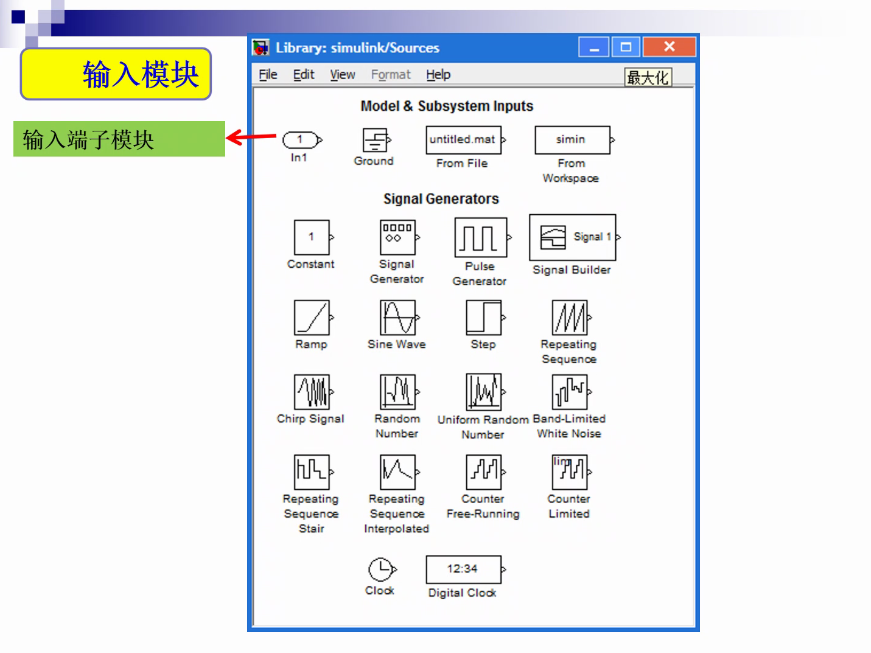 输入模块
输入端子模块
Library: simulink/Sources
File Edit View Format Help
最大化
Model & Subsystem Inputs
1
In1
Ground
untitled.mat
From File
simin
From
Workspace
Signal Generators
1
Constant
Signal
Generator
Pulse
Generator
Signal 1
Signal Builder
Ramp
Sine Wave
Step
Repeating
Sequence
Chirp Signal
Random
Number
Uniform Random
Number
Band-Limited
White Noise
Repeating
Sequence
Stair
Repeating
Sequence
Interpolated
Counter
Free-Running
lim
Counter
Limited
Clock
12:34
Digital Clock